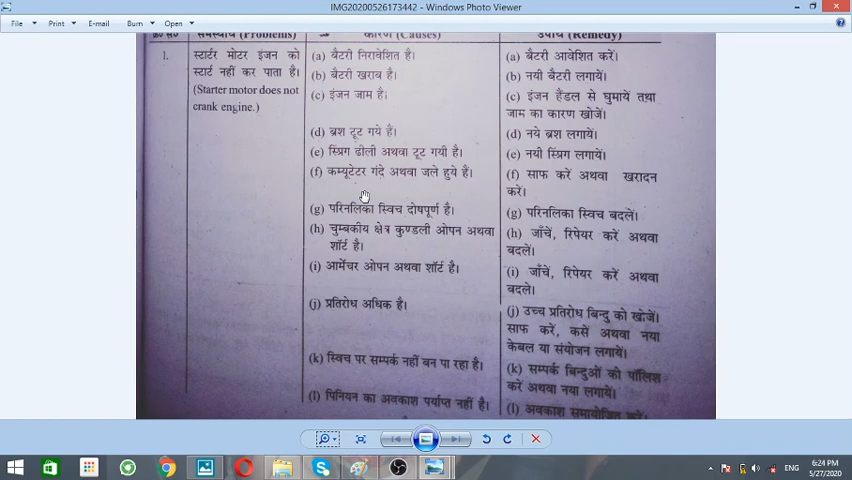 IMG20200526173442 - Windows Photo Viewer
File Print E-mail Burn Open
क्र० सं० समस्यायें (Problems) कारण (Causes) उपाय (Remedy)
1. स्टार्टर मोटर इंजन को
स्टार्ट नहीं कर पाता है।
(Starter motor does not
crank engine.)
(a) बैटरी निरावेशित है।
(b) बैटरी खराब है।
(c) इंजन जाम है।
(d) ब्रश टूट गये हैं।
(e) स्प्रिग ढीली अथवा टूट गयी है।
(f) कम्यूटेटर गंदे अथवा जले हुये हैं।
(g) परिनलिका स्विच दोषपूर्ण है।
(h) चुम्बकीय क्षेत्र कुण्डली ओपन अथवा
शॉर्ट है।
(i) आर्मेचर ओपन अथवा शॉर्ट है।
(j) प्रतिरोध अधिक है।
(k) स्विच पर सम्पर्क नहीं बन पा रहा है।
(l) पिनियन का अवकाश पर्याप्त नहीं है।
(a) बैटरी आवेशित करें।
(b) नयी बैटरी लगायें।
(c) इंजन हैंडल से घुमायें तथा
जाम का कारण खोजें।
(d) नये ब्रश लगायें।
(e) नयी स्प्रिंग लगायें।
(f) साफ करें अथवा खरादन
करें।
(g) परिनलिका स्विच बदलें।
(h) जाँचें, रिपेयर करें अथवा
बदले।
(i) जाँचें, रिपेयर करें अथवा
बदले।
(j) उच्च प्रतिरोध बिन्दु को खोजें।
साफ करें, कसें अथवा नया
केबल या संयोजन लगायें।
(k) सम्पर्क बिन्दुओं को पॉलिश
करें अथवा नया लगायें।
(l) अवकाश समायोजित करें।
ENG
6:24 PM
5/27/2020